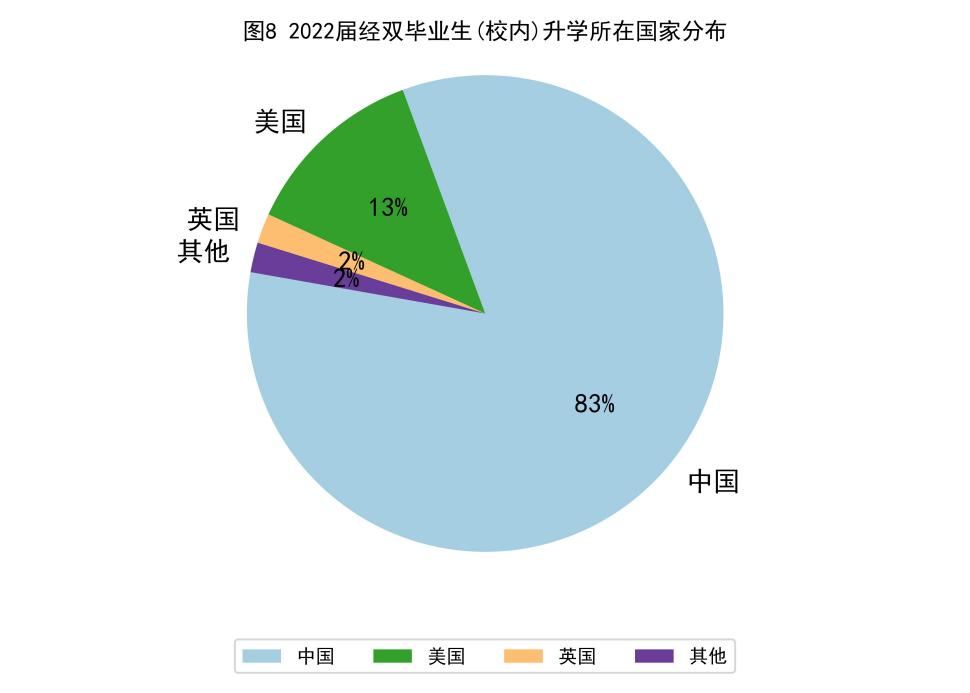 图8 2022届经双毕业生(校内)升学所在国家分布
美国
13%
英国
2%
其他
2%
83%
中国
中国 美国 英国 其他